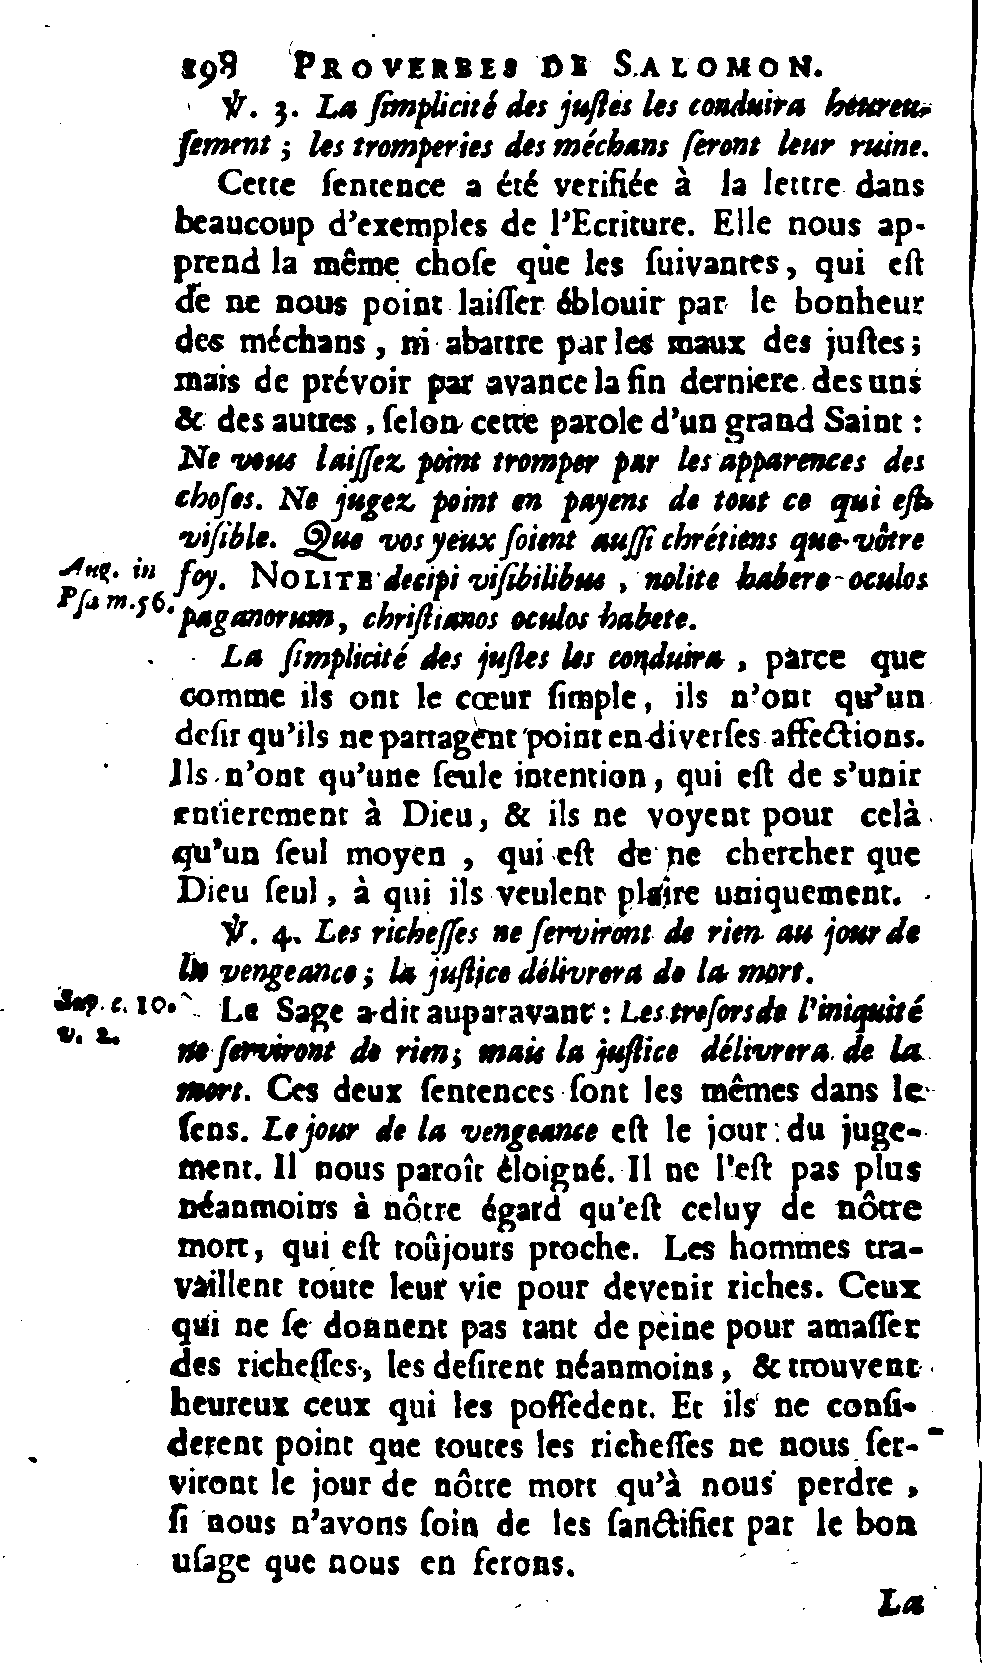 198 PROVERBES DE SALOMON.
℣. 3. La ſimplicité des juſtes les conduira heureu-
ſement ; les tromperies des méchans ſeront leur ruine.
Cette ſentence a été verifiée à la lettre dans
beaucoup d'exemples de l'Ecriture. Elle nous ap-
prend la même choſe que les ſuivantes, qui eſt
de ne nous point laiſſer éblouir par le bonheur
des méchans, ni abattre par les maux des juſtes;
mais de prévoir par avance la fin derniere des uns
& des autres, ſelon cette parole d'un grand Saint :
Ne vous laiſſez point tromper par les apparences des
choſes. Ne jugez point en payens de tout ce qui eſt
viſible. Que vos yeux ſoient auſſi chrétiens que vôtre
Aug. in
Pſam. 56.
foy. NOLITE decipi viſibilibus, nolite habere oculos
paganorum, chriſtianos oculos habete.
La ſimplicité des juſtes les conduira, parce que
comme ils ont le cœur ſimple, ils n'ont qu'un
deſir qu'ils ne partagent point en diverſes affections.
Ils n'ont qu'une ſeule intention, qui eſt de s'unir
entierement à Dieu, & ils ne voyent pour celà
qu'un ſeul moyen, qui eſt de ne chercher que
Dieu ſeul, à qui ils veulent plaire uniquement.
℣. 4. Les richeſſes ne ſerviront de rien au jour de
la vengeance ; la juſtice délivrera de la mort.
Sup. c. 10.
v. 2.
Le Sage a dit auparavant : Les treſors de l'iniquité
ne ſerviront de rien; mais la juſtice délivrera de la
mort. Ces deux ſentences ſont les mêmes dans le
ſens. Le jour de la vengeance eſt le jour du juge-
ment. Il nous paroît éloigné. Il ne l'eſt pas plus
néanmoins à nôtre égard qu'eſt celuy de nôtre
mort, qui eſt toûjours proche. Les hommes tra-
vaillent toute leur vie pour devenir riches. Ceux
qui ne ſe donnent pas tant de peine pour amaſſer
des richeſſes, les deſirent néanmoins, & trouvent
heureux ceux qui les poſſedent. Et ils ne conſi-
derent point que toutes les richeſſes ne nous ſer-
viront le jour de nôtre mort qu'à nous perdre,
ſi nous n'avons ſoin de les ſanctifier par le bon
uſage que nous en ferons.
La